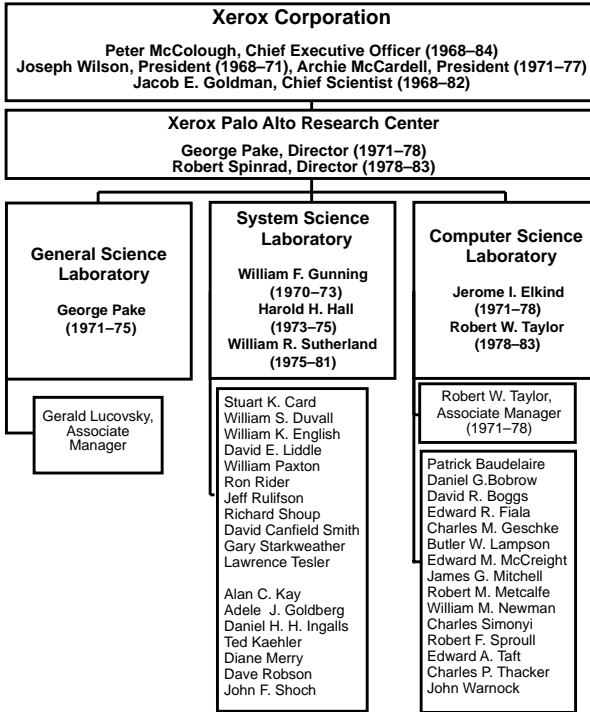 Xerox Corporation
Peter McColough, Chief Executive Officer (1968–84)
Joseph Wilson, President (1968–71), Archie McCardell, President (1971–77)
Jacob E. Goldman, Chief Scientist (1968–82)
Xerox Palo Alto Research Center
George Pake, Director (1971–78)
Robert Spinrad, Director (1978–83)
General Science
Laboratory
George Pake
(1971–75)
Gerald Lucovsky,
Associate
Manager
System Science
Laboratory
William F. Gunning
(1970–73)
Harold H. Hall
(1973–75)
William R. Sutherland
(1975–81)
Stuart K. Card
William S. Duvall
William K. English
David E. Liddle
William Paxton
Ron Rider
Jeff Rulifson
Richard Shoup
David Canfield Smith
Gary Starkweather
Lawrence Tesler
Alan C. Kay
Adele J. Goldberg
Daniel H. H. Ingalls
Ted Kaehler
Diane Merry
Dave Robson
John F. Shoch
Computer Science
Laboratory
Jerome I. Elkind
(1971-78)
Robert W. Taylor
(1978-83)
Robert W. Taylor,
Associate Manager
(1971–78)
Patrick Baudelaire
Daniel G.Bobrow
David R. Boggs
Edward R. Fiala
Charles M. Geschke
Butler W. Lampson
Edward M. McCreight
James G. Mitchell
Robert M. Metcalfe
William M. Newman
Charles Simonyi
Robert F. Sproull
Edward A. Taft
Charles P. Thacker
John Warnock